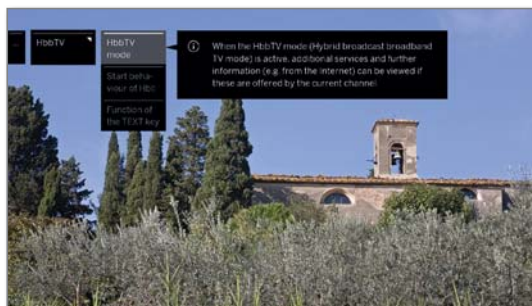 ...
HbbTV
HbbTV
mode
Start beha-
viour of Hbb
Function of
the TEXT key
When the HbbTV mode (Hybrid broadcast broadband
TV mode) is active, additional services and further
information (e.g. from the Internet) can be viewed if
these are offered by the current channel.